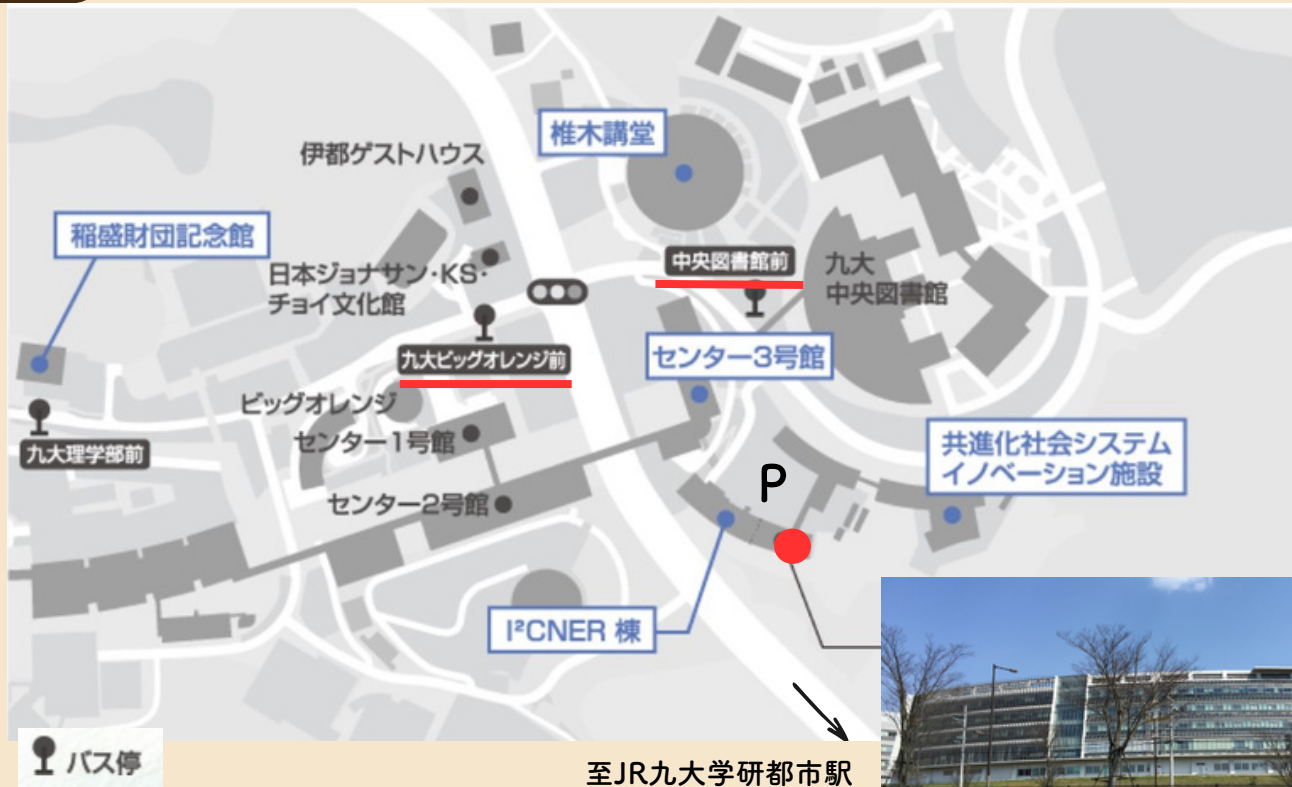 椎木講堂
伊都ゲストハウス
稲盛財団記念館
日本ジョナサン・KS・
チョイ文化館
中央図書館前
九大
中央図書館
九大ビッグオレンジ前
センター3号館
ビッグオレンジ
センター1号館
九大理学部前
共進化社会システム
イノベーション施設
P
センター2号館
I²CNER 棟
バス停
至JR九大学研都市駅